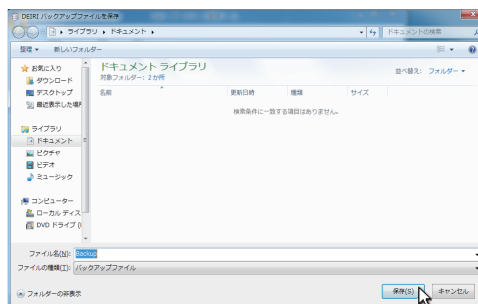 DEIRI バックアップファイルを保存
ライブラリ ▸ ドキュメント ▸
ドキュメントの検索
整理 ▼ 新しいフォルダー
お気に入り
ダウンロード
デスクトップ
最近表示した場所
ライブラリ
ドキュメント
ピクチャ
ビデオ
ミュージック
コンピューター
ローカル ディス
DVD ドライブ (
ドキュメント ライブラリ
対象フォルダー: 2か所
並べ替え: フォルダー ▼
名前 更新日時 種類 サイズ
検索条件に一致する項目はありません。
ファイル名(N): Backup
ファイルの種類(T): バックアップファイル
フォルダーの非表示
保存(S) キャンセル